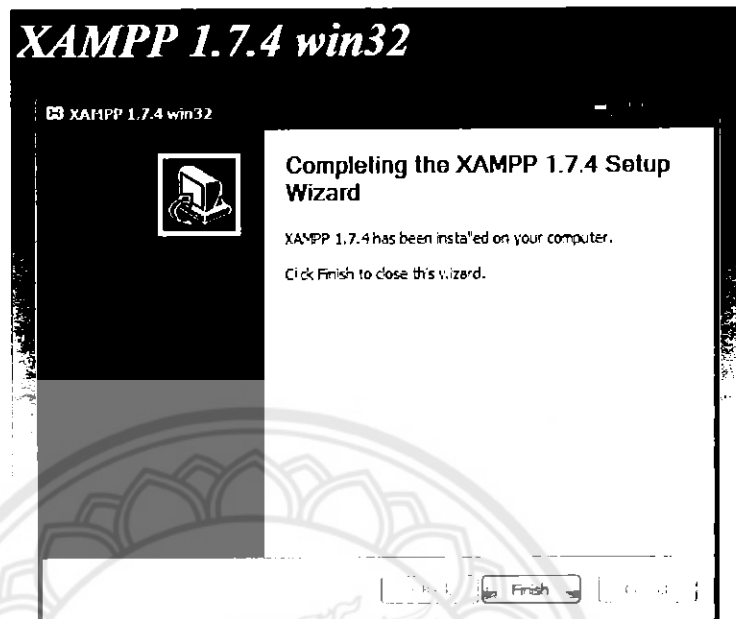 XAMPP 1.7.4 win32
XAMPP 1.7.4 win32
Completing the XAMPP 1.7.4 Setup
Wizard
XAMPP 1.7.4 has been installed on your computer.
Click Finish to close this wizard.
Finish